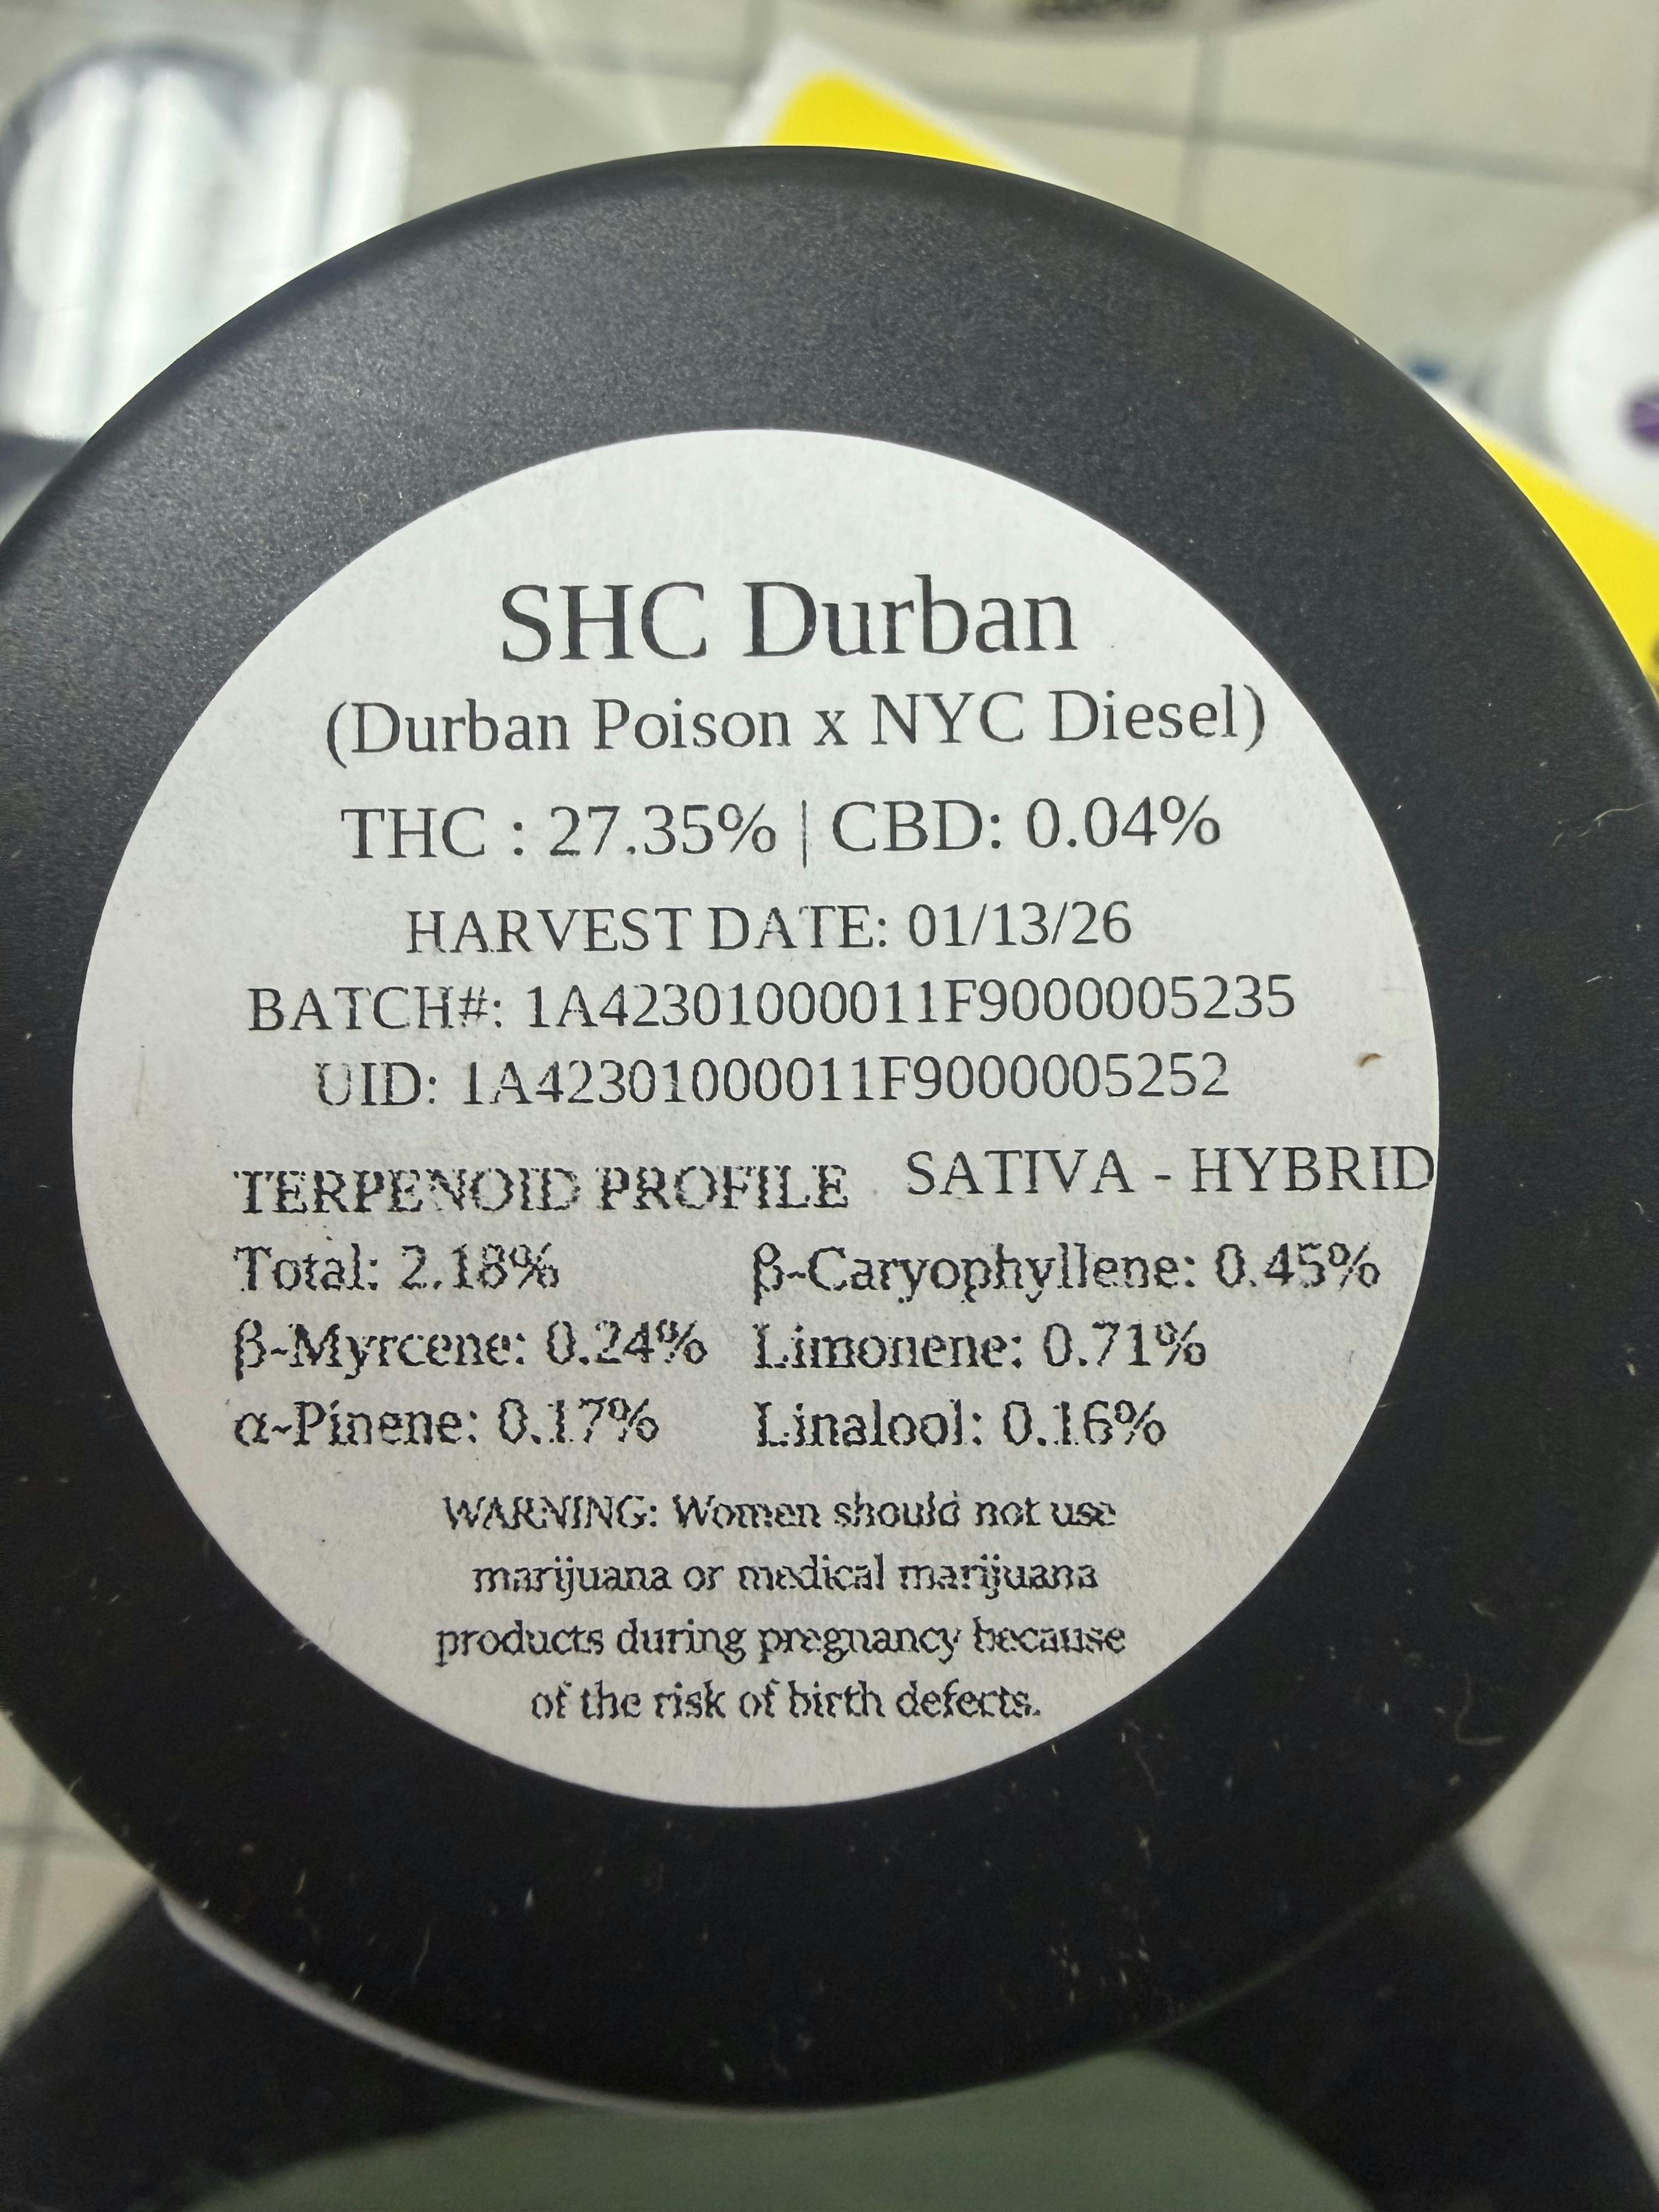 SHC Durban
(Durban Poison x NYC Diesel)
THC : 27.35% | CBD: 0.04%
HARVEST DATE: 01/13/26
BATCH#: 1A42301000011F9000005235
UID: 1A42301000011F9000005252
TERPENOID PROFILE SATIVA - HYBRID
Total: 2.18% β-Caryophyllene: 0.45%
β-Myrcene: 0.24% Limonene: 0.71%
α-Pinene: 0.17% Linalool: 0.16%
WARNING: Women should not use
marijuana or medical marijuana
products during pregnancy because
of the risk of birth defects.